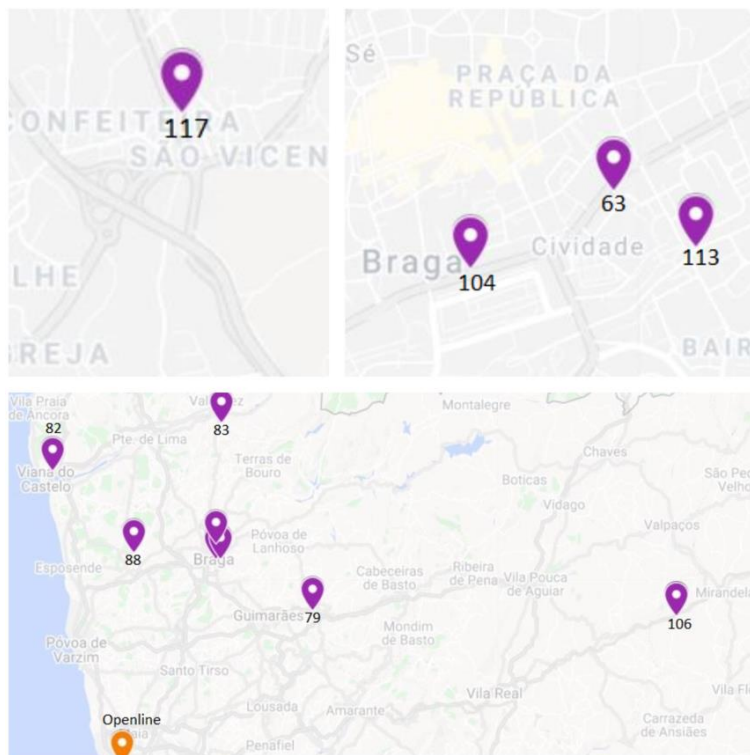 117
CONFEITEIRA
SÃO VICEN
LHE
GREJA
Sé
PRAÇA DA
REPÚBLICA
63
Cividade
113
Braga
104
BAIR
Vila Praia
de Âncora
82
Viana do
Castelo
Pte. de Lima
83
Terras de
Bouro
Montalegre
Chaves
Boticas
Vidago
São Pe
Velho
Valpaços
88
Braga
Póvoa de
Lanhoso
Esposende
Cabeceiras
de Basto
Ribeira
de Pena
Vila Pouca
de Aguiar
Mirandela
106
Guimarães
79
Mondim
de Basto
Póvoa de
Varzim
Santo Tirso
Vila Real
Vila Fl
Lousada
Amarante
Carrazeda
de Ansiães
Openline
Penafiel